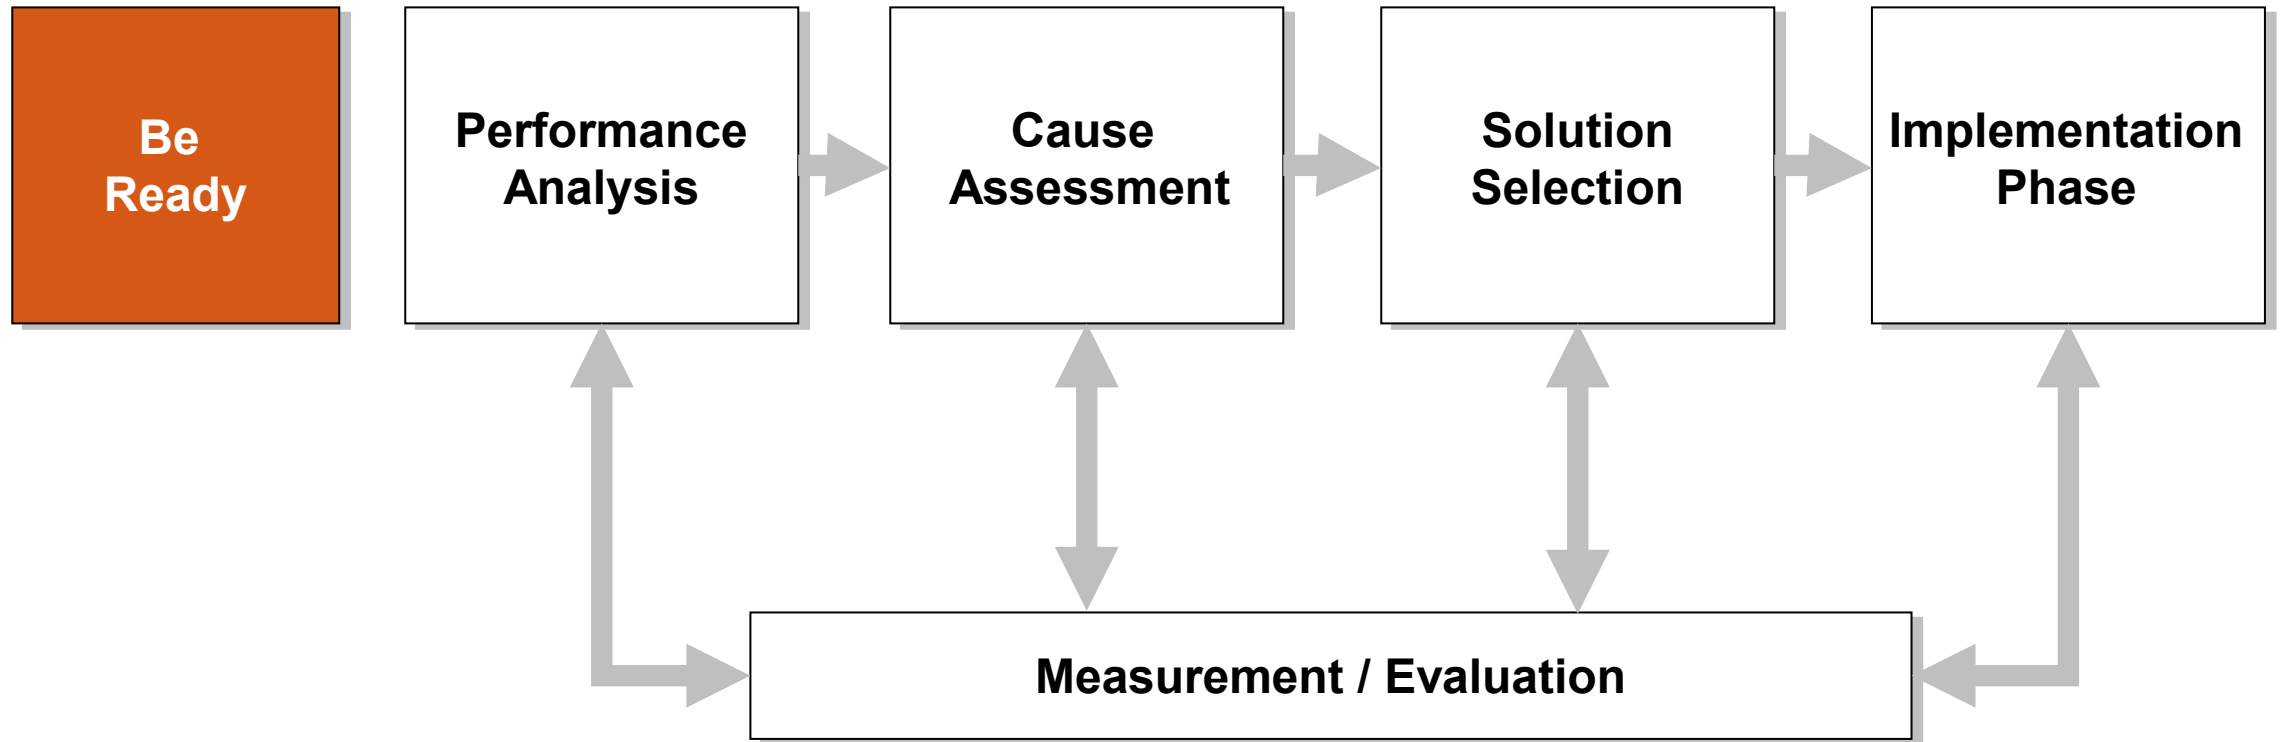 Be
Ready
Performance
Analysis
Cause
Assessment
Solution
Selection
Implementation
Phase
Measurement / Evaluation